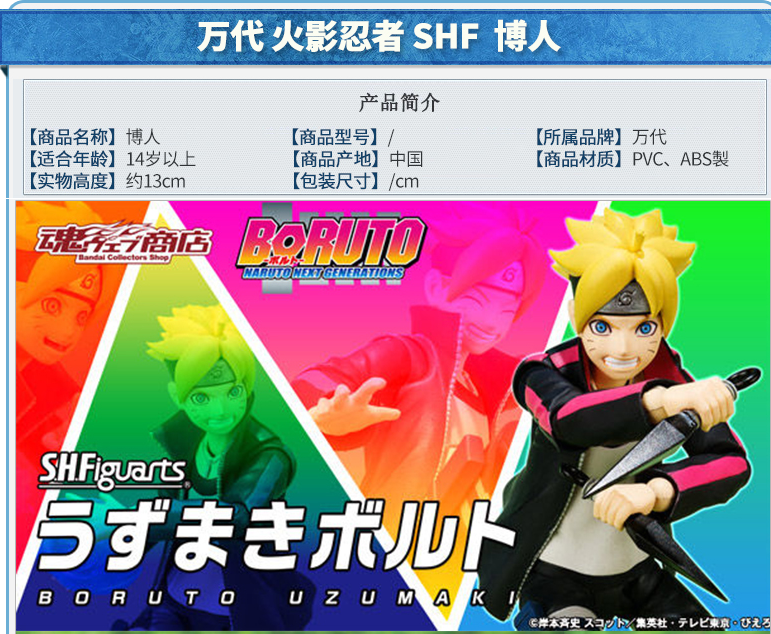 万代 火影忍者 SHF 博人
产品简介
【商品名称】博人 【商品型号】/ 【所属品牌】万代
【适合年龄】14岁以上 【商品产地】中国 【商品材质】PVC、ABS製
【实物高度】约13cm 【包装尺寸】/cm
魂ウェブ商店
Bandai Collectors Shop
BORUTO
-ボルト-
NARUTO NEXT GENERATIONS
S.H.Figuarts
うずまきボルト
BORUTO UZUMAKI
©岸本斉史 スコット/集英社・テレビ東京・ぴえろ